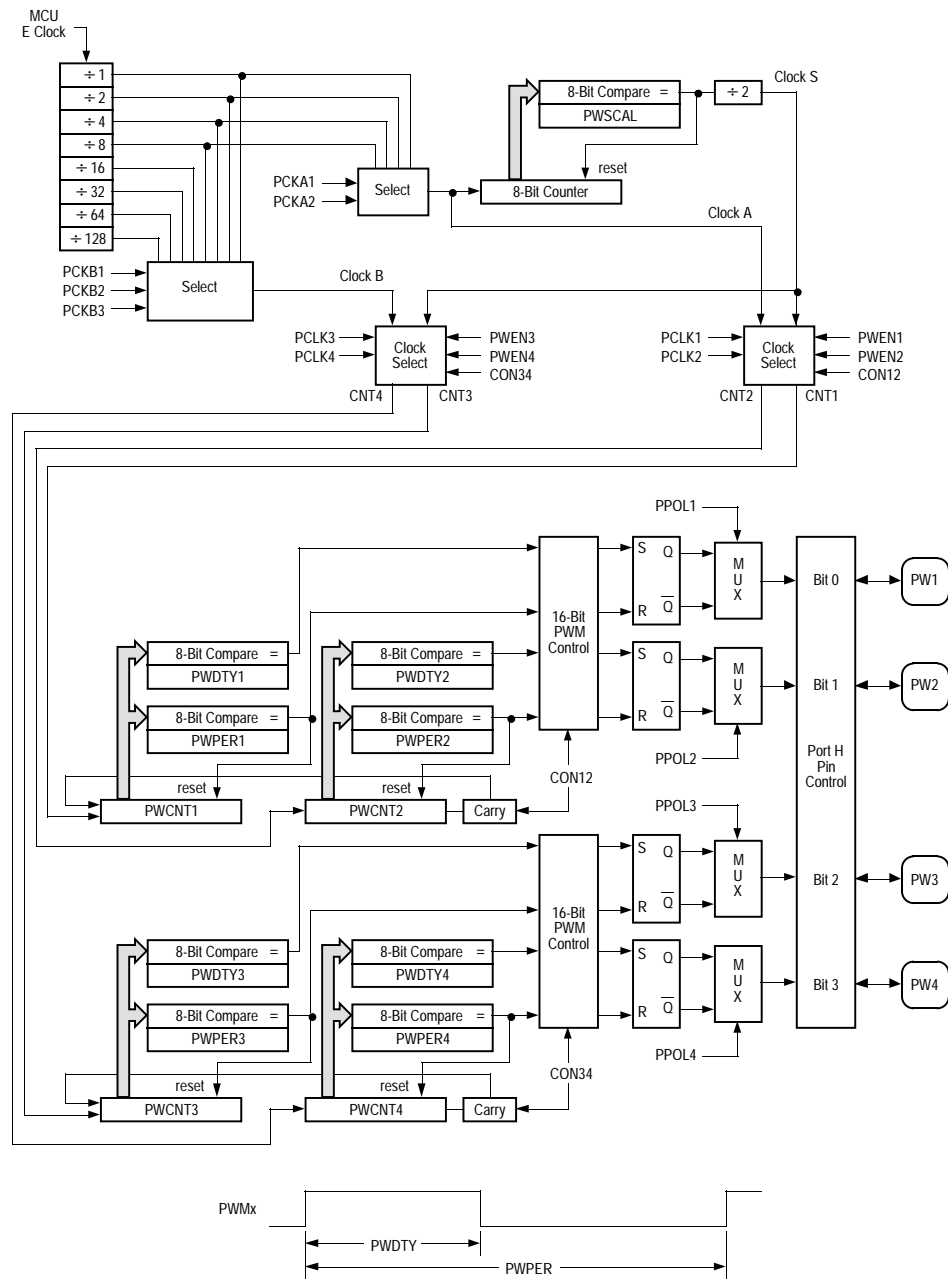 MCU
E Clock
÷ 1
÷ 2
÷ 4
÷ 8
÷ 16
÷ 32
÷ 64
÷ 128
8-Bit Compare =
PWSCAL
÷ 2
Clock S
reset
PCKA1
PCKA2
Select
8-Bit Counter
Clock A
PCKB1
PCKB2
PCKB3
Select
Clock B
PCLK3
PCLK4
Clock
Select
PWEN3
PWEN4
CON34
CNT4
CNT3
PCLK1
PCLK2
Clock
Select
PWEN1
PWEN2
CON12
CNT2
CNT1
PPOL1
S
Q
R
Q̅
MUX
Bit 0
PW1
16-Bit
PWM
Control
8-Bit Compare =
PWDTY1
8-Bit Compare =
PWDTY2
S
Q
R
Q̅
MUX
Bit 1
PW2
8-Bit Compare =
PWPER1
8-Bit Compare =
PWPER2
PPOL2
Port H
Pin
Control
CON12
reset
reset
PWCNT1
PWCNT2
Carry
PPOL3
S
Q
R
Q̅
MUX
Bit 2
PW3
16-Bit
PWM
Control
8-Bit Compare =
PWDTY3
8-Bit Compare =
PWDTY4
S
Q
R
Q̅
MUX
Bit 3
PW4
8-Bit Compare =
PWPER3
8-Bit Compare =
PWPER4
PPOL4
CON34
reset
reset
PWCNT3
PWCNT4
Carry
PWMx
PWDTY
PWPER